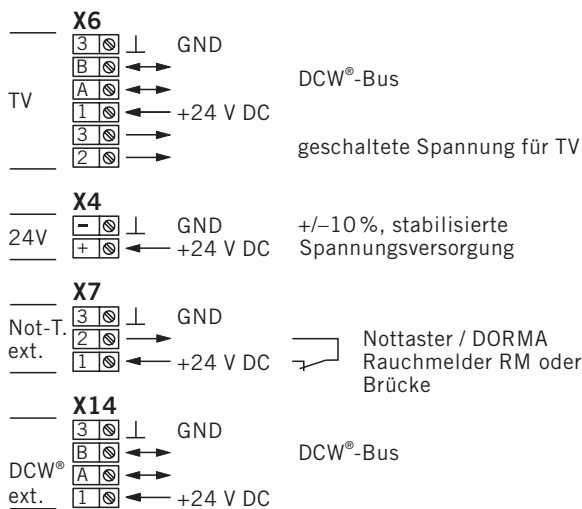 X6
3 ⊥ GND
B
A
1 +24 V DC
3
2
TV
DCW®-Bus
geschaltete Spannung für TV
X4
– ⊥ GND
+ +24 V DC
24V
+/–10%, stabilisierte
Spannungsversorgung
X7
3 ⊥ GND
2
1 +24 V DC
Not-T.
ext.
Nottaster / DORMA
Rauchmelder RM oder
Brücke
X14
3 ⊥ GND
B
A
1 +24 V DC
DCW®
ext.
DCW®-Bus